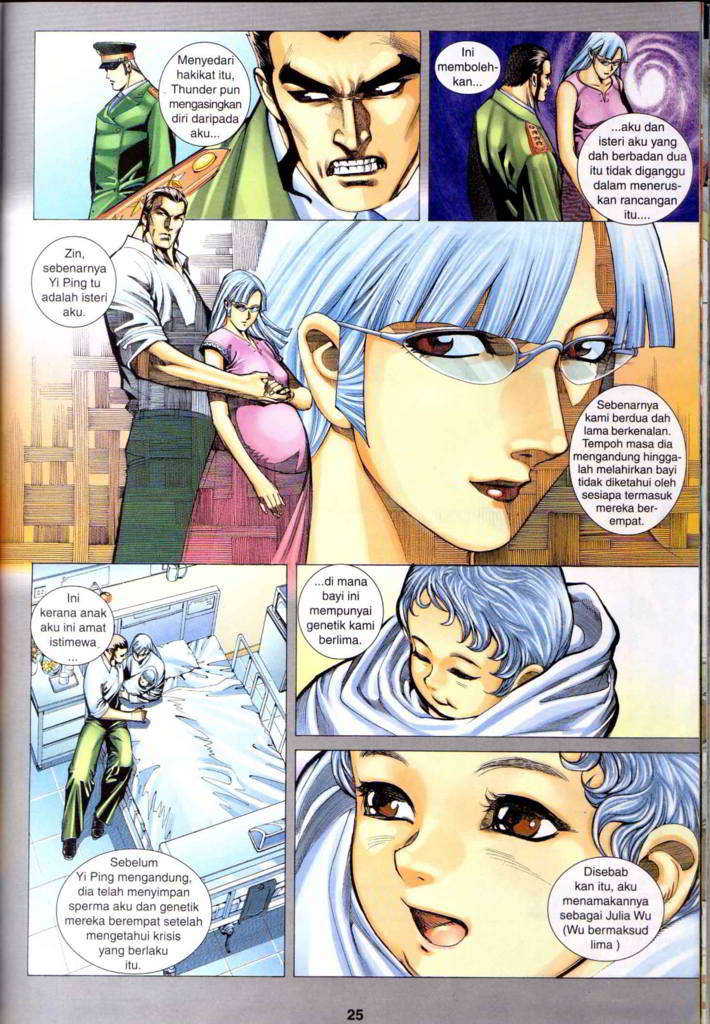 Menyedari
hakikat itu,
Thunder pun
mengasingkan
diri daripada
aku...
Ini
memboleh-
kan...
...aku dan
isteri aku yang
dah berbadan dua
itu tidak diganggu
dalam menerus-
kan rancangan
itu....
Zin,
sebenarnya
Yi Ping tu
adalah isteri
aku.
Sebenarnya
kami berdua dah
lama berkenalan.
Tempoh masa dia
mengandung hingga-
lah melahirkan bayi
tidak diketahui oleh
sesiapa termasuk
mereka ber-
empat.
Ini
kerana anak
aku ini amat
istimewa.
...
...di mana
bayi ini
mempunyai
genetik kami
berlima.
Sebelum
Yi Ping mengandung,
dia telah menyimpan
sperma aku dan genetik
mereka berempat setelah
mengetahui krisis
yang berlaku
itu.
Disebab
kan itu, aku
menamakannya
sebagai Julia Wu
(Wu bermaksud
lima )
25